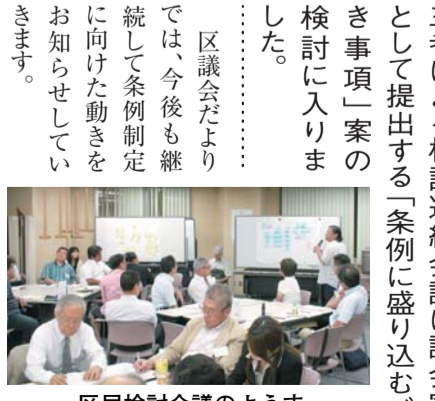 として提出する「条例に盛り込むべ
き事項」案の
検討に入りま
した。
区議会だより
では、今後も継
続して条例制定
に向けた動きを
お知らせしてい
きます。
区民検討会議のようす